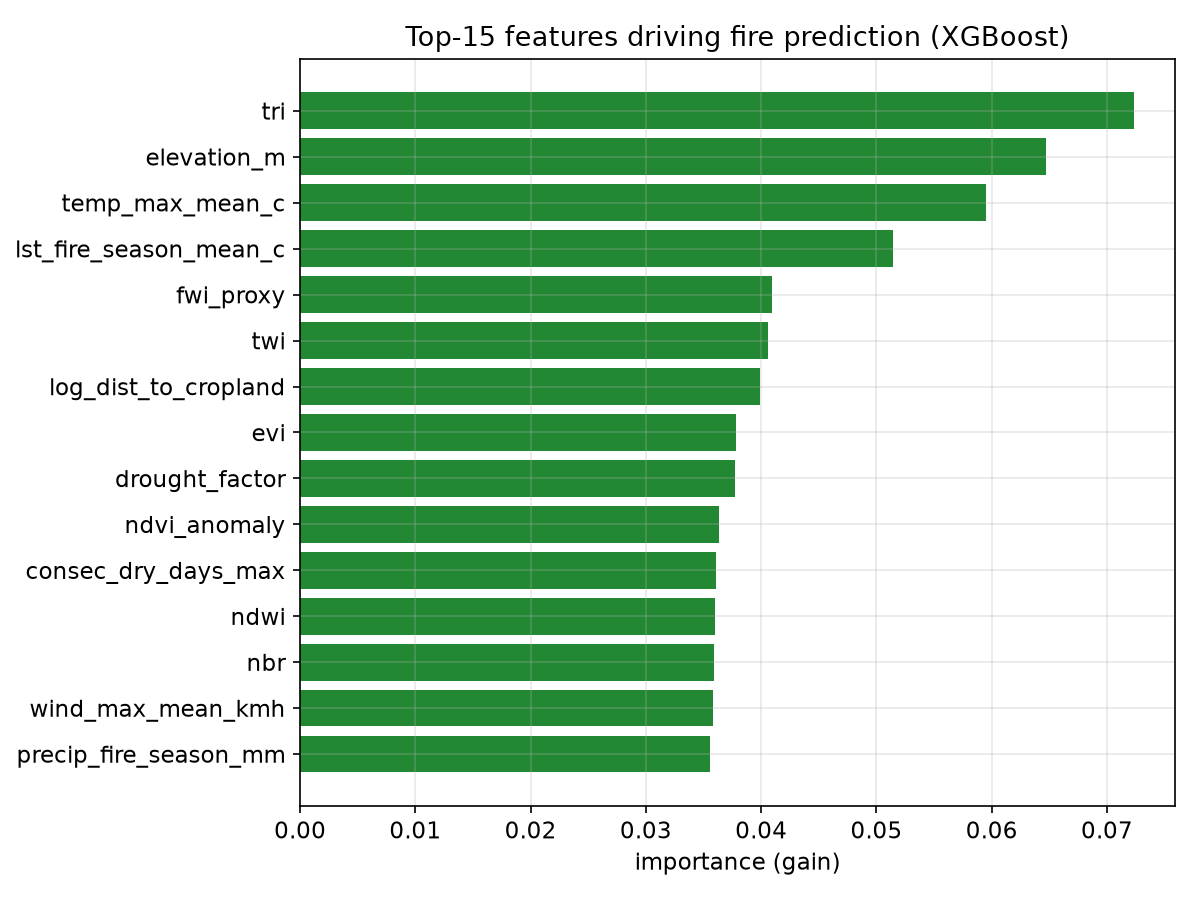 Top-15 features driving fire prediction (XGBoost)
tri
elevation_m
temp_max_mean_c
lst_fire_season_mean_c
fwi_proxy
twi
log_dist_to_cropland
evi
drought_factor
ndvi_anomaly
consec_dry_days_max
ndwi
nbr
wind_max_mean_kmh
precip_fire_season_mm
0.00 0.01 0.02 0.03 0.04 0.05 0.06 0.07
importance (gain)